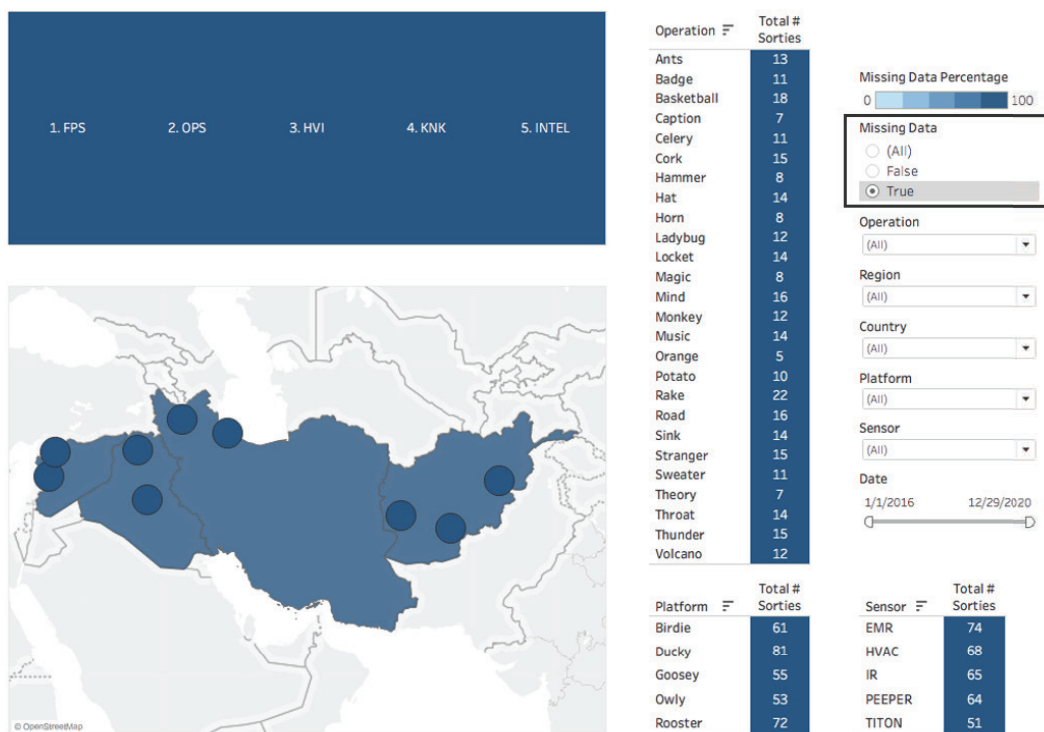 1. FPS 2. OPS 3. HVI 4. KNK 5. INTEL
© OpenStreetMap
Operation Total # Sorties
Ants 13
Badge 11
Basketball 18
Caption 7
Celery 11
Cork 15
Hammer 8
Hat 14
Horn 8
Ladybug 12
Locket 14
Magic 8
Mind 16
Monkey 12
Music 14
Orange 5
Potato 10
Rake 22
Road 16
Sink 14
Stranger 15
Sweater 11
Theory 7
Throat 14
Thunder 15
Volcano 12
Platform Total # Sorties
Birdie 61
Ducky 81
Goosey 55
Owly 53
Rooster 72
Sensor Total # Sorties
EMR 74
HVAC 68
IR 65
PEEPER 64
TITON 51
Missing Data Percentage
0 100
Missing Data
(All)
False
True
Operation
(All)
Region
(All)
Country
(All)
Platform
(All)
Sensor
(All)
Date
1/1/2016 12/29/2020